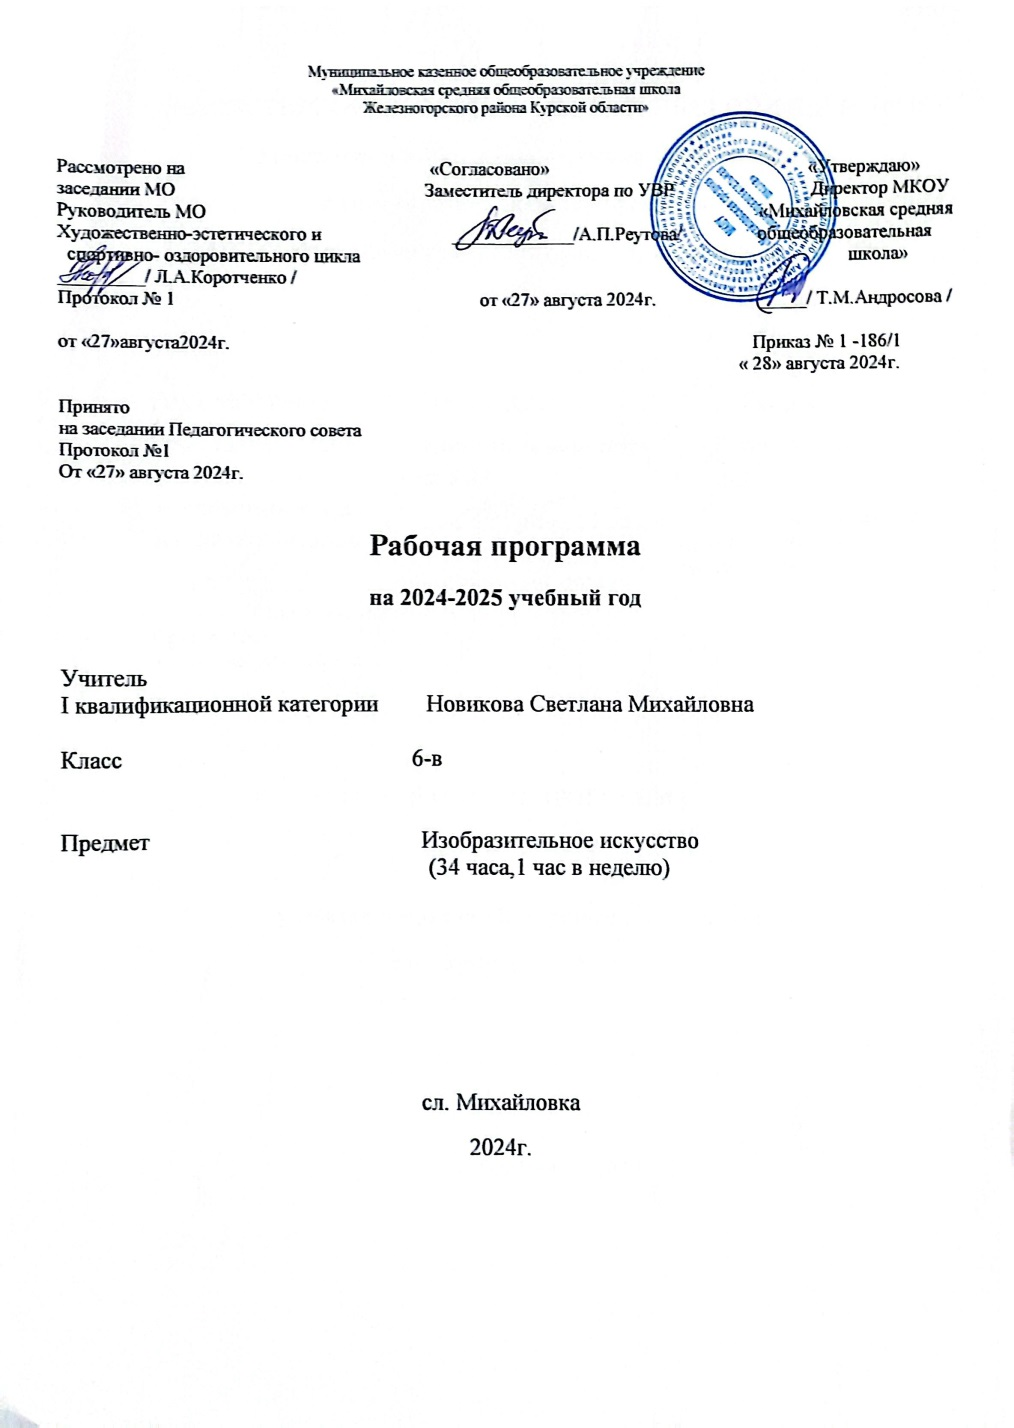 Муниципальное казенное общеобразовательное учреждение
«Михайловская средняя общеобразовательная школа
Железногорского района Курской области»
Рассмотрено на
заседании МО
Руководитель МО
Художественно-эстетического и
спортивно- оздоровительного цикла
/ Л.А.Коротченко /
Протокол № 1
от «27»августа2024г.
«Согласовано»
Заместитель директора по УВР
/А.П.Реутова/
от «27» августа 2024г.
«Утверждаю»
Директор МКОУ
«Михайловская средняя
общеобразовательная
школа»
/ Т.М.Андросова /
Приказ № 1 -186/1
« 28» августа 2024г.
Принято
на заседании Педагогического совета
Протокол №1
От «27» августа 2024г.
Рабочая программа
на 2024-2025 учебный год
Учитель
I квалификационной категории Новикова Светлана Михайловна
Класс 6-в
Предмет Изобразительное искусство
(34 часа,1 час в неделю)
сл. Михайловка
2024г.